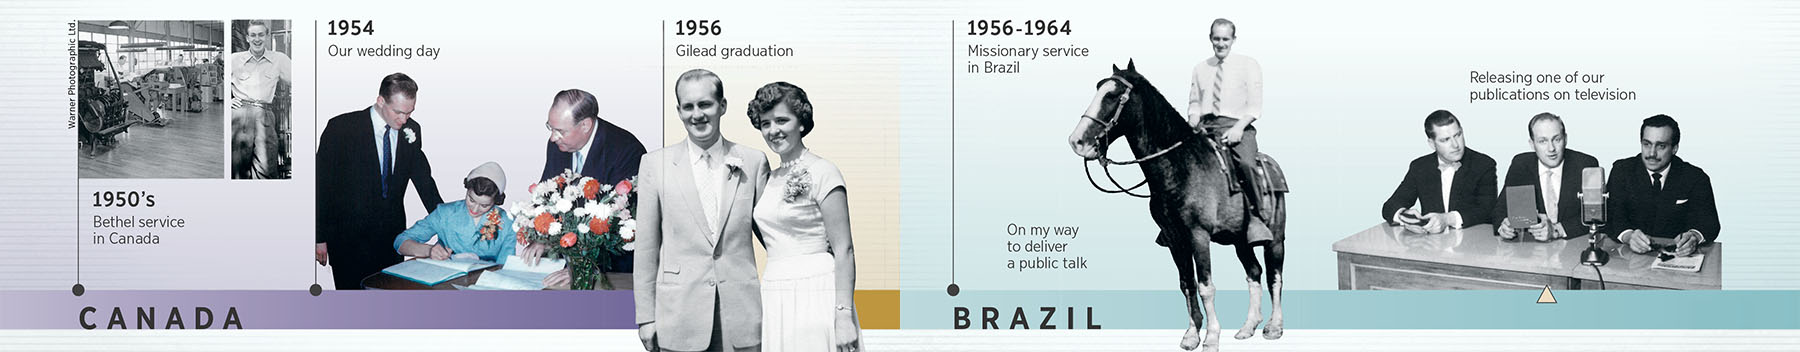 Warner Photographic Ltd.
1950’s
Bethel service
in Canada
1954
Our wedding day
1956
Gilead graduation
CANADA
1956-1964
Missionary service
in Brazil
On my way
to deliver
a public talk
Releasing one of our
publications on television
BRAZIL